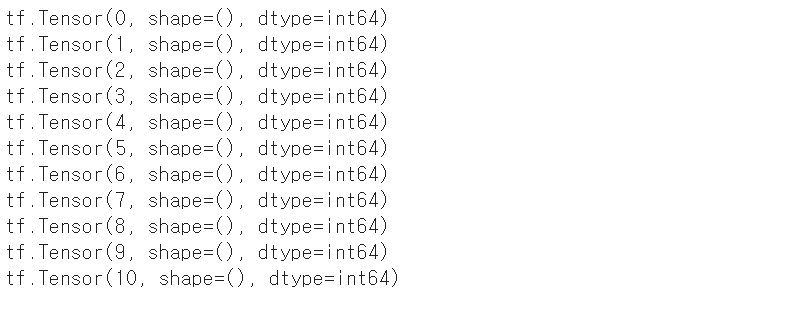 tf.Tensor(0, shape=(), dtype=int64)
tf.Tensor(1, shape=(), dtype=int64)
tf.Tensor(2, shape=(), dtype=int64)
tf.Tensor(3, shape=(), dtype=int64)
tf.Tensor(4, shape=(), dtype=int64)
tf.Tensor(5, shape=(), dtype=int64)
tf.Tensor(6, shape=(), dtype=int64)
tf.Tensor(7, shape=(), dtype=int64)
tf.Tensor(8, shape=(), dtype=int64)
tf.Tensor(9, shape=(), dtype=int64)
tf.Tensor(10, shape=(), dtype=int64)